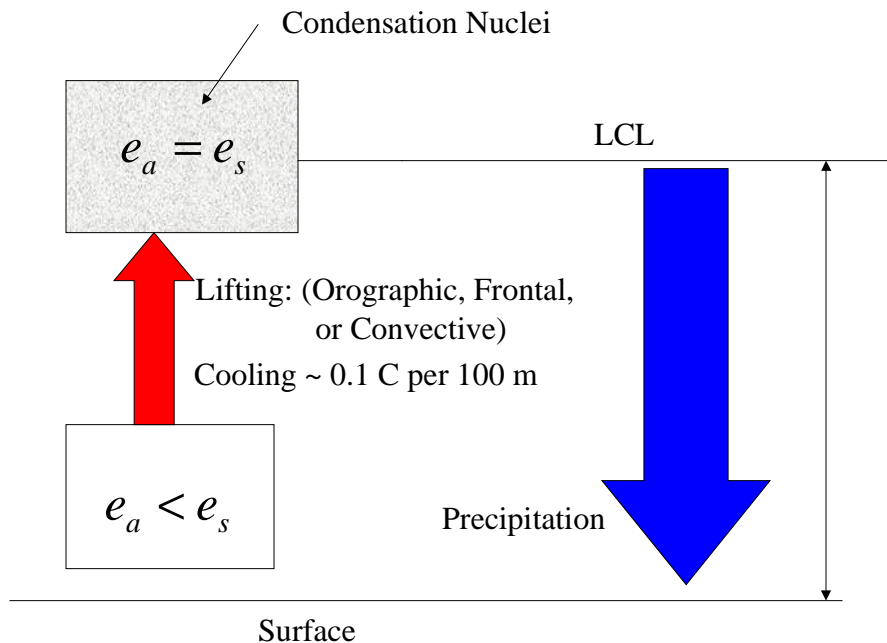 Condensation Nuclei
e_a = e_s
LCL
Lifting: (Orographic, Frontal,
or Convective)
Cooling ~ 0.1 C per 100 m
e_a < e_s
Precipitation
Surface